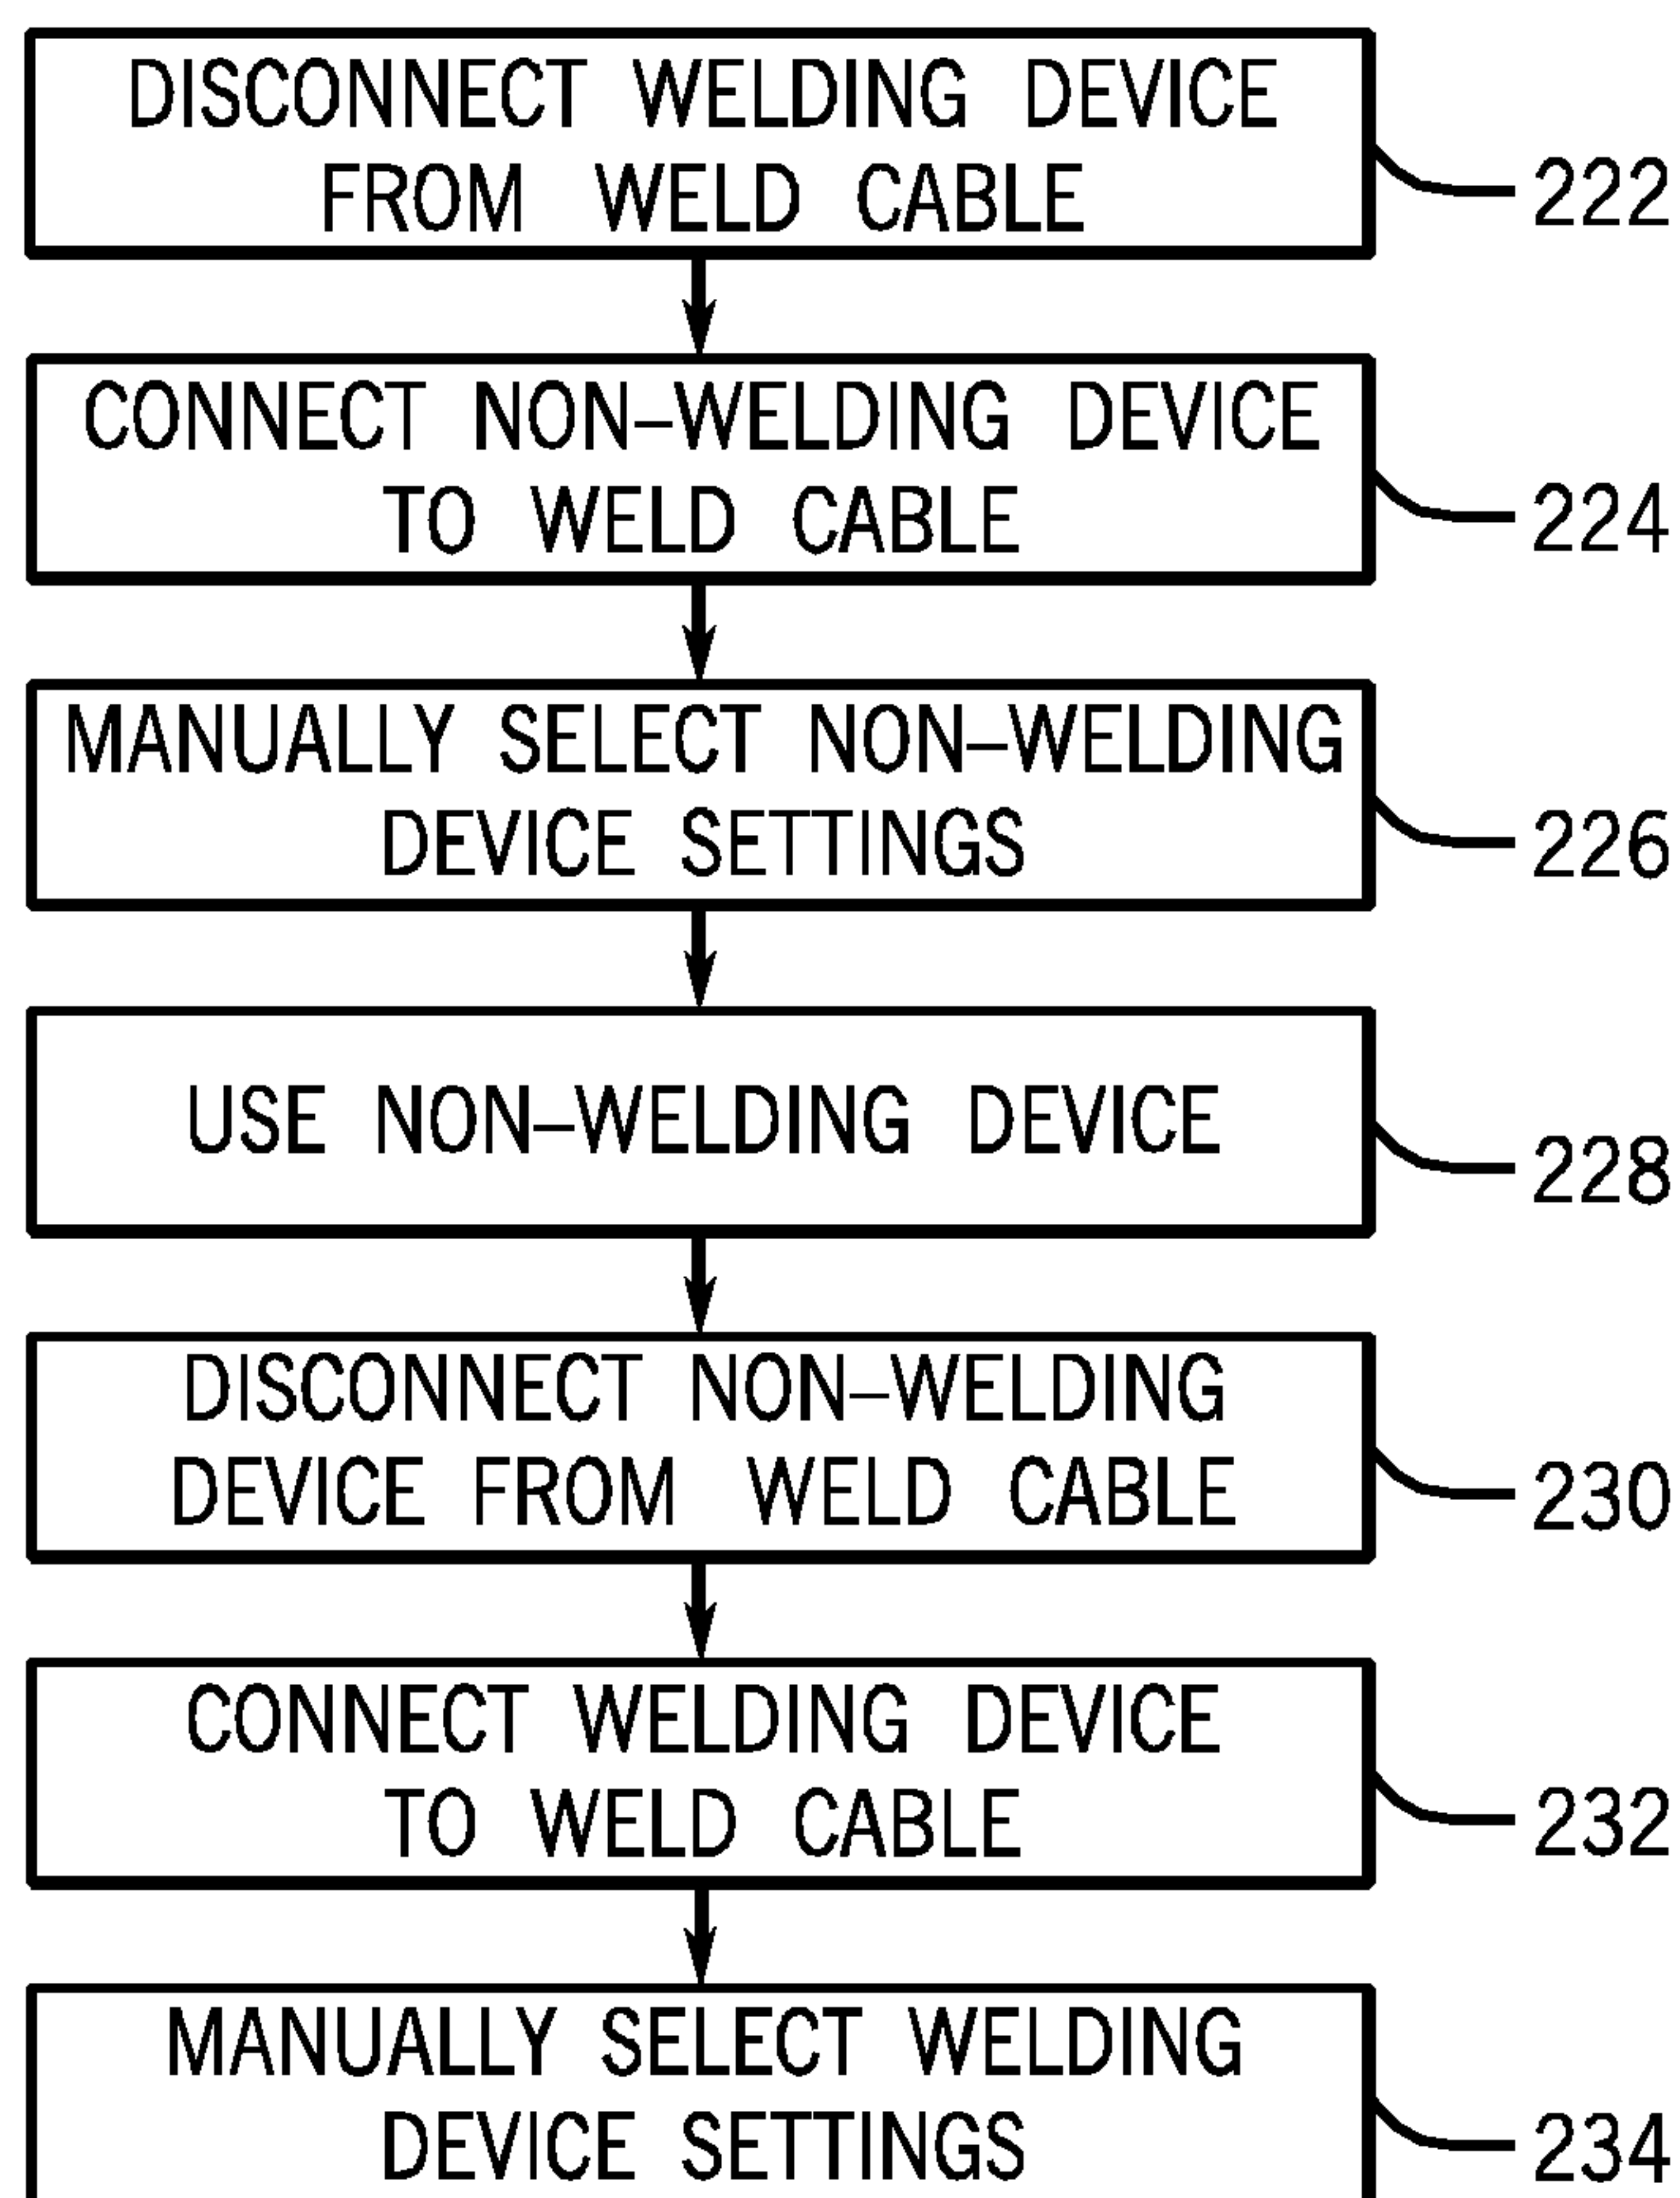 DISCONNECT WELDING DEVICE
FROM WELD CABLE
222
CONNECT NON–WELDING DEVICE
TO WELD CABLE
224
MANUALLY SELECT NON–WELDING
DEVICE SETTINGS
226
USE NON–WELDING DEVICE
228
DISCONNECT NON–WELDING
DEVICE FROM WELD CABLE
230
CONNECT WELDING DEVICE
TO WELD CABLE
232
MANUALLY SELECT WELDING
DEVICE SETTINGS
234